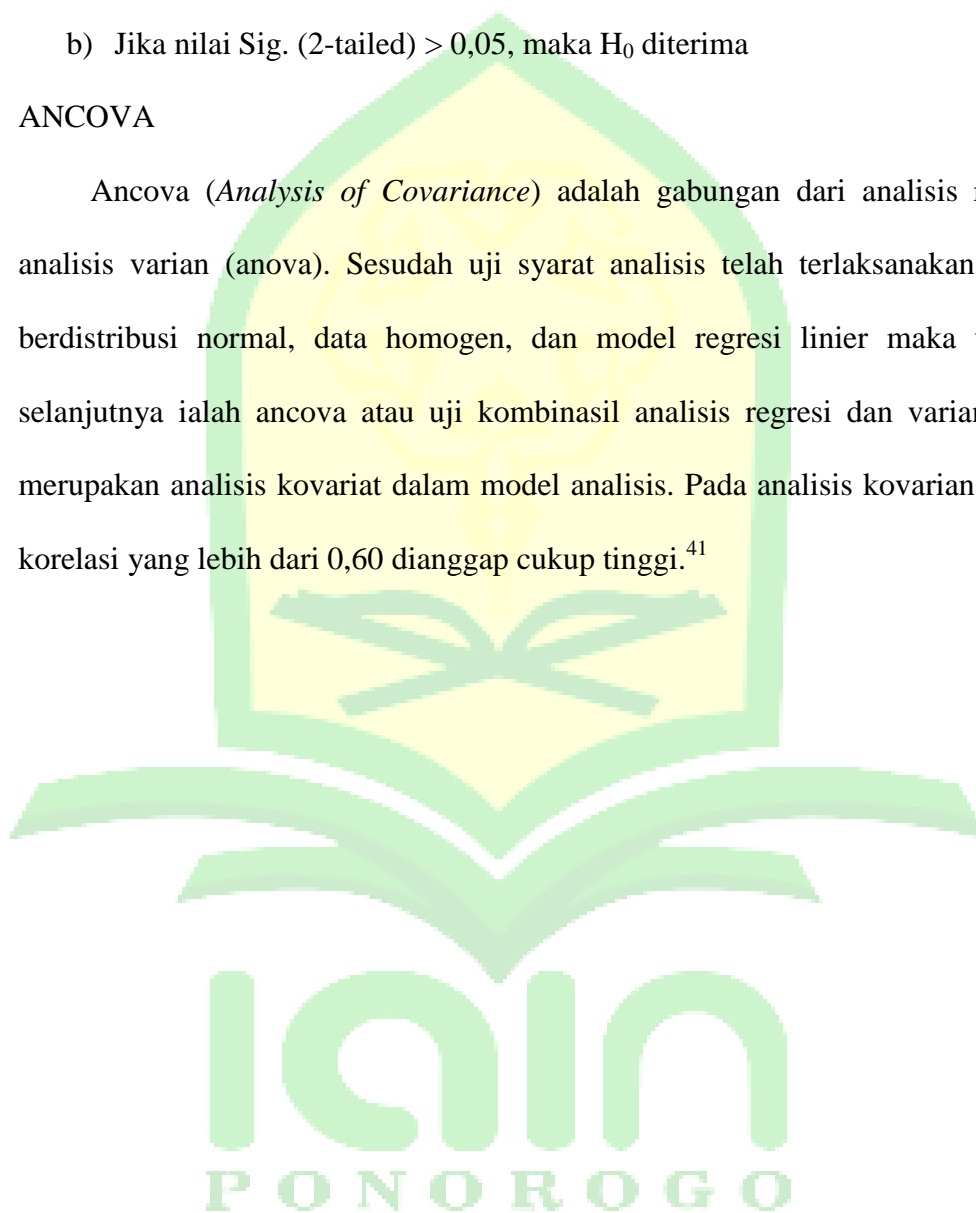 b) Jika nilai Sig. (2-tailed) > 0,05, maka H₀ diterima
ANCOVA
Ancova (Analysis of Covariance) adalah gabungan dari analisis
analisis varian (anova). Sesudah uji syarat analisis telah terlaksanakan
berdistribusi normal, data homogen, dan model regresi linier maka
selanjutnya ialah ancova atau uji kombinasil analisis regresi dan varian
merupakan analisis kovariat dalam model analisis. Pada analisis kovarian
korelasi yang lebih dari 0,60 dianggap cukup tinggi.⁴¹
iain
PONOROGO